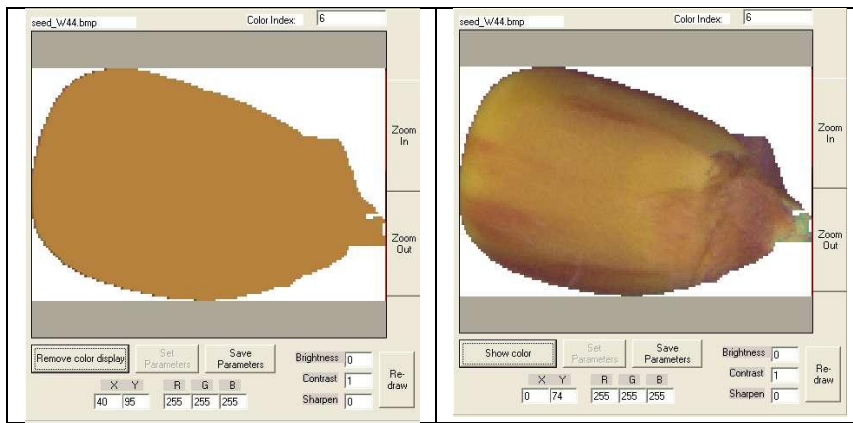 seed_W44.bmp Color Index: 6
Zoom In
Zoom Out
Remove color display Set Parameters Save Parameters
Brightness 0
Contrast 1
Sharpen 0
Re-draw
X Y R G B
40 95 255 255 255
seed_W44.bmp Color Index: 6
Zoom In
Zoom Out
Show color Set Parameters Save Parameters
Brightness 0
Contrast 1
Sharpen 0
Re-draw
X Y R G B
0 74 255 255 255